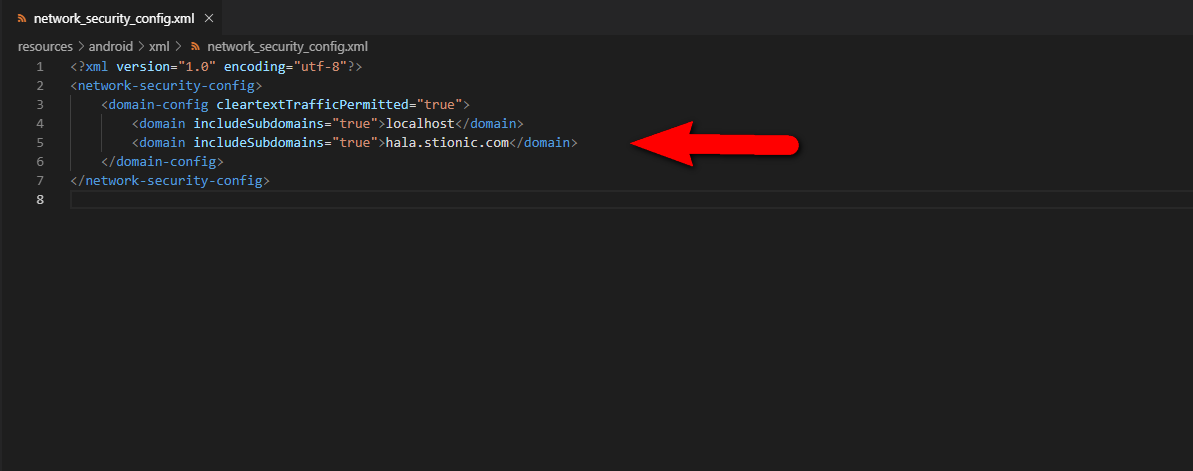 network_security_config.xml ×
resources > android > xml > network_security_config.xml
1 <?xml version="1.0" encoding="utf-8"?>
2 <network-security-config>
3     <domain-config cleartextTrafficPermitted="true">
4         <domain includeSubdomains="true">localhost</domain>
5         <domain includeSubdomains="true">hala.stionic.com</domain>
6     </domain-config>
7 </network-security-config>
8